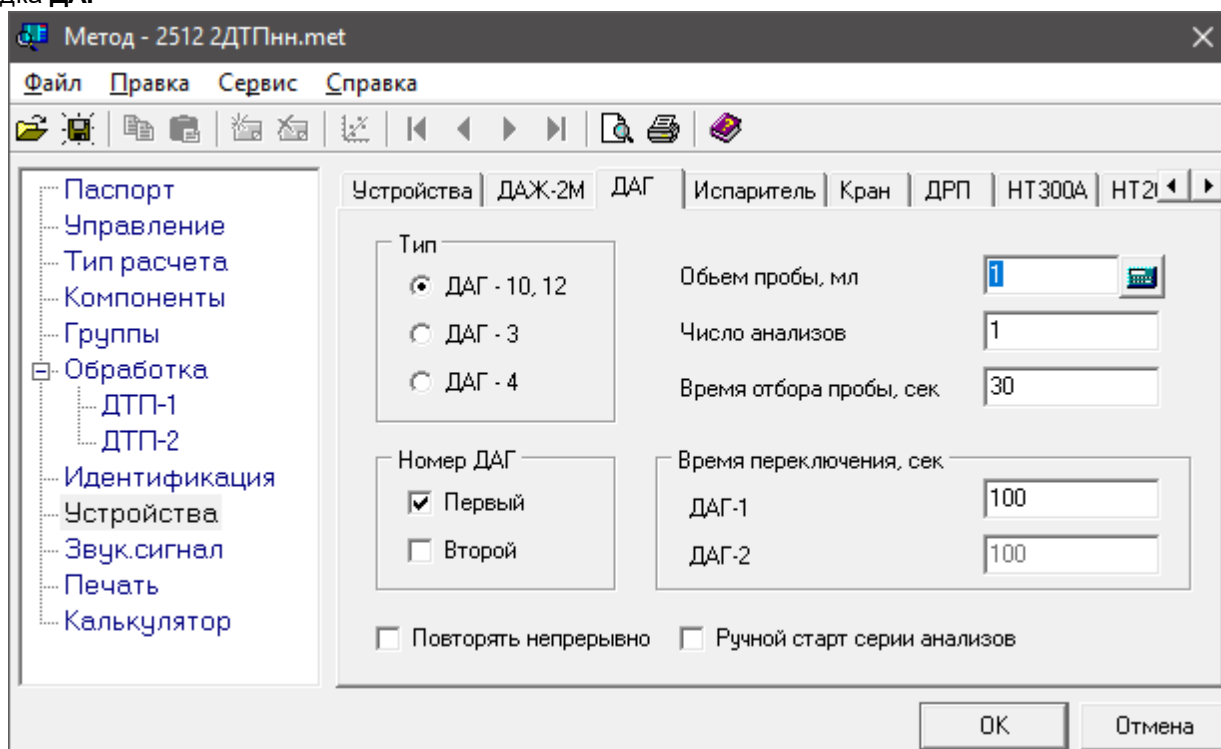 Метод - 2512 2ДТПнн.met
Файл Правка Сервис Справка
Паспорт
Управление
Тип расчета
Компоненты
Группы
Обработка
ДТП-1
ДТП-2
Идентификация
Устройства
Звук.сигнал
Печать
Калькулятор
Устройства ДАЖ-2М ДАГ Испаритель Кран ДРП НТ300А
Тип
ДАГ - 10, 12
ДАГ - 3
ДАГ - 4
Обьем пробы, мл 1
Число анализов 1
Время отбора пробы, сек 30
Номер ДАГ
Первый
Второй
Время переключения, сек
ДАГ-1 100
ДАГ-2 100
Повторять непрерывно Ручной старт серии анализов
OK Отмена